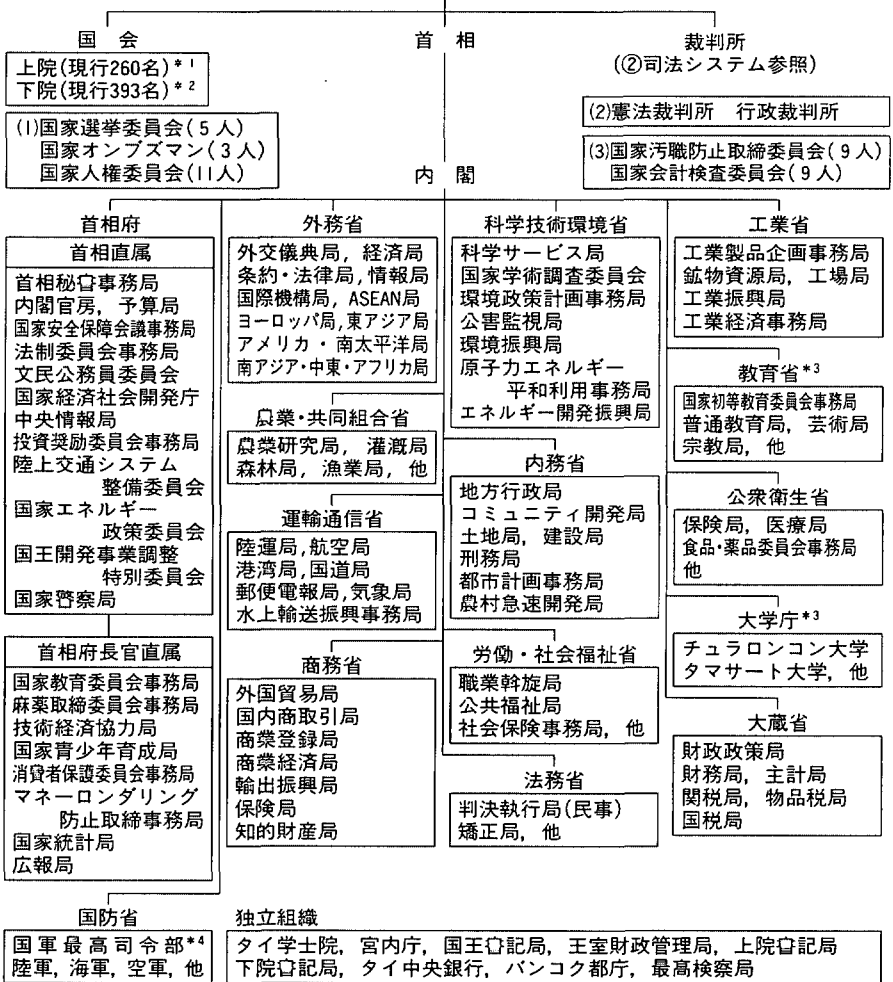 国会
上院(現行260名)*1
下院(現行393名)*2
(1)国家選挙委員会(5人)
国家オンブズマン(3人)
国家人権委員会(11人)
首相
裁判所
(②司法システム参照)
(2)憲法裁判所 行政裁判所
(3)国家汚職防止取締委員会(9人)
国家会計検査委員会(9人)
内閣
首相府
首相直属
首相秘書事務局
内閣官房, 予算局
国家安全保障会議事務局
法制委員会事務局
文民公務員委員会
国家経済社会開発庁
中央情報局
投資奨励委員会事務局
陸上交通システム
整備委員会
国家エネルギー
政策委員会
国王開発事業調整
特別委員会
国家警察局
首相府長官直属
国家教育委員会事務局
麻薬取締委員会事務局
技術経済協力局
国家青少年育成局
消費者保護委員会事務局
マネーロンダリング
防止取締事務局
国家統計局
広報局
国防省
国軍最高司令部*4
陸軍, 海軍, 空軍, 他
外務省
外交儀典局, 経済局
条約・法律局, 情報局
国際機構局, ASEAN局
ヨーロッパ局, 東アジア局
アメリカ・南太平洋局
南アジア・中東・アフリカ局
農業・共同組合省
農業研究局, 灌漑局
森林局, 漁業局, 他
運輸通信省
陸運局, 航空局
港湾局, 国道局
郵便電報局, 気象局
水上輸送振興事務局
商務省
外国貿易局
国内商取引局
商業登録局
商業経済局
輸出振興局
保険局
知的財産局
科学技術環境省
科学サービス局
国家学術調査委員会
環境政策計画事務局
公害監視局
環境振興局
原子力エネルギー
平和利用事務局
エネルギー開発振興局
内務省
地方行政局
コミュニティ開発局
土地局, 建設局
刑務局
都市計画事務局
農村急速開発局
労働・社会福祉省
職業斡旋局
公共福祉局
社会保険事務局, 他
法務省
判決執行局(民事)
矯正局, 他
工業省
工業製品企画事務局
鉱物資源局, 工場局
工業振興局
工業経済事務局
教育省*3
国家初等教育委員会事務局
普通教育局, 芸術局
宗教局, 他
公衆衛生省
保険局, 医療局
食品・薬品委員会事務局
他
大学庁*3
チュラロンコン大学
タマサート大学, 他
大蔵省
財政政策局
財務局, 主計局
関税局, 物品税局
国税局
独立組織
タイ学士院, 宮内庁, 国王書記局, 王室財政管理局, 上院書記局
下院書記局, タイ中央銀行, バンコク都庁, 最高検察局